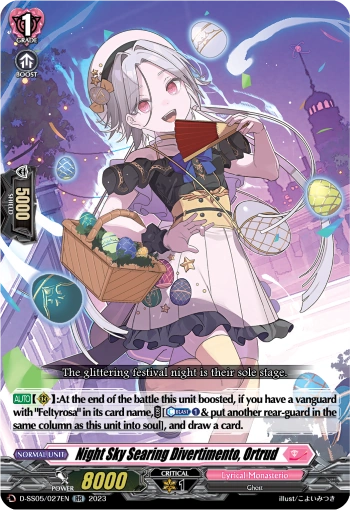 1
GRADE
BOOST
5000
SHIELD
The glittering festival night is their sole stage.
AUTO【RC】:At the end of the battle this unit boosted, if you have a vanguard
with "Feltyrosa" in its card name, [BLAST 1 & put another rear-guard in the
same column as this unit into soul], and draw a card.
NORMAL UNIT
Night Sky Searing Divertimento, Ortrud
POWER 8000
CRITICAL
1
Lyrical Monasterio
Ghost
D-SS05/027EN RR 2023
illust/こよいみつき